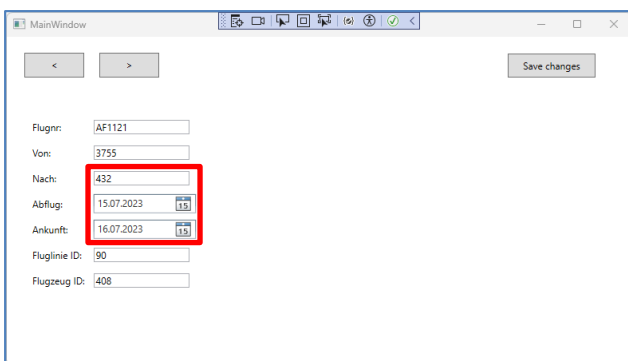 MainWindow
< >
Save changes
Flugnr: AF1121
Von: 3755
Nach: 432
Abflug: 15.07.2023 15
Ankunft: 16.07.2023 15
Fluglinie ID: 90
Flugzeug ID: 408